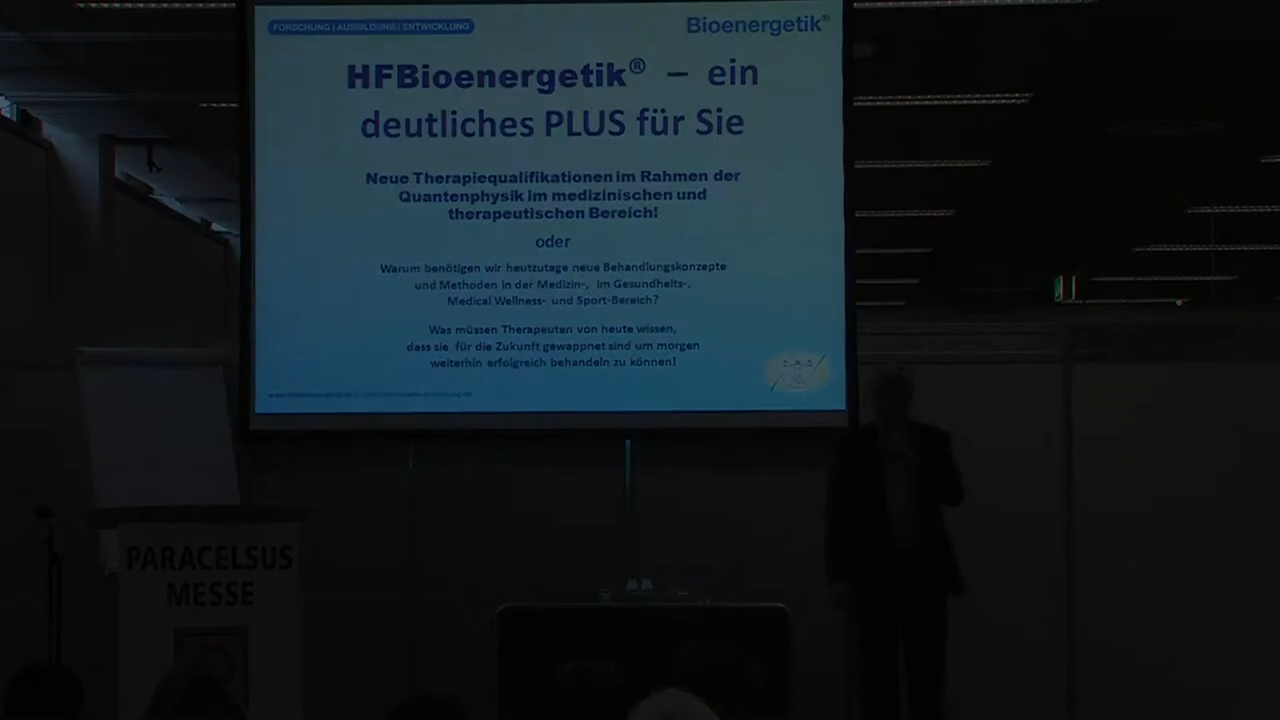 FORSCHUNG | AUSBILDUNG | ENTWICKLUNG
Bioenergetik®
HFBioenergetik® – ein
deutliches PLUS für Sie
Neue Therapiequalifikationen im Rahmen der
Quantenphysik im medizinischen und
therapeutischen Bereich!
oder
Warum benötigen wir heutzutage neue Behandlungskonzepte
und Methoden in der Medizin-, im Gesundheits-,
Medical Wellness- und Sport-Bereich?
Was müssen Therapeuten von heute wissen,
dass sie für die Zukunft gewappnet sind um morgen
weiterhin erfolgreich behandeln zu können!
PARACELSUS
MESSE